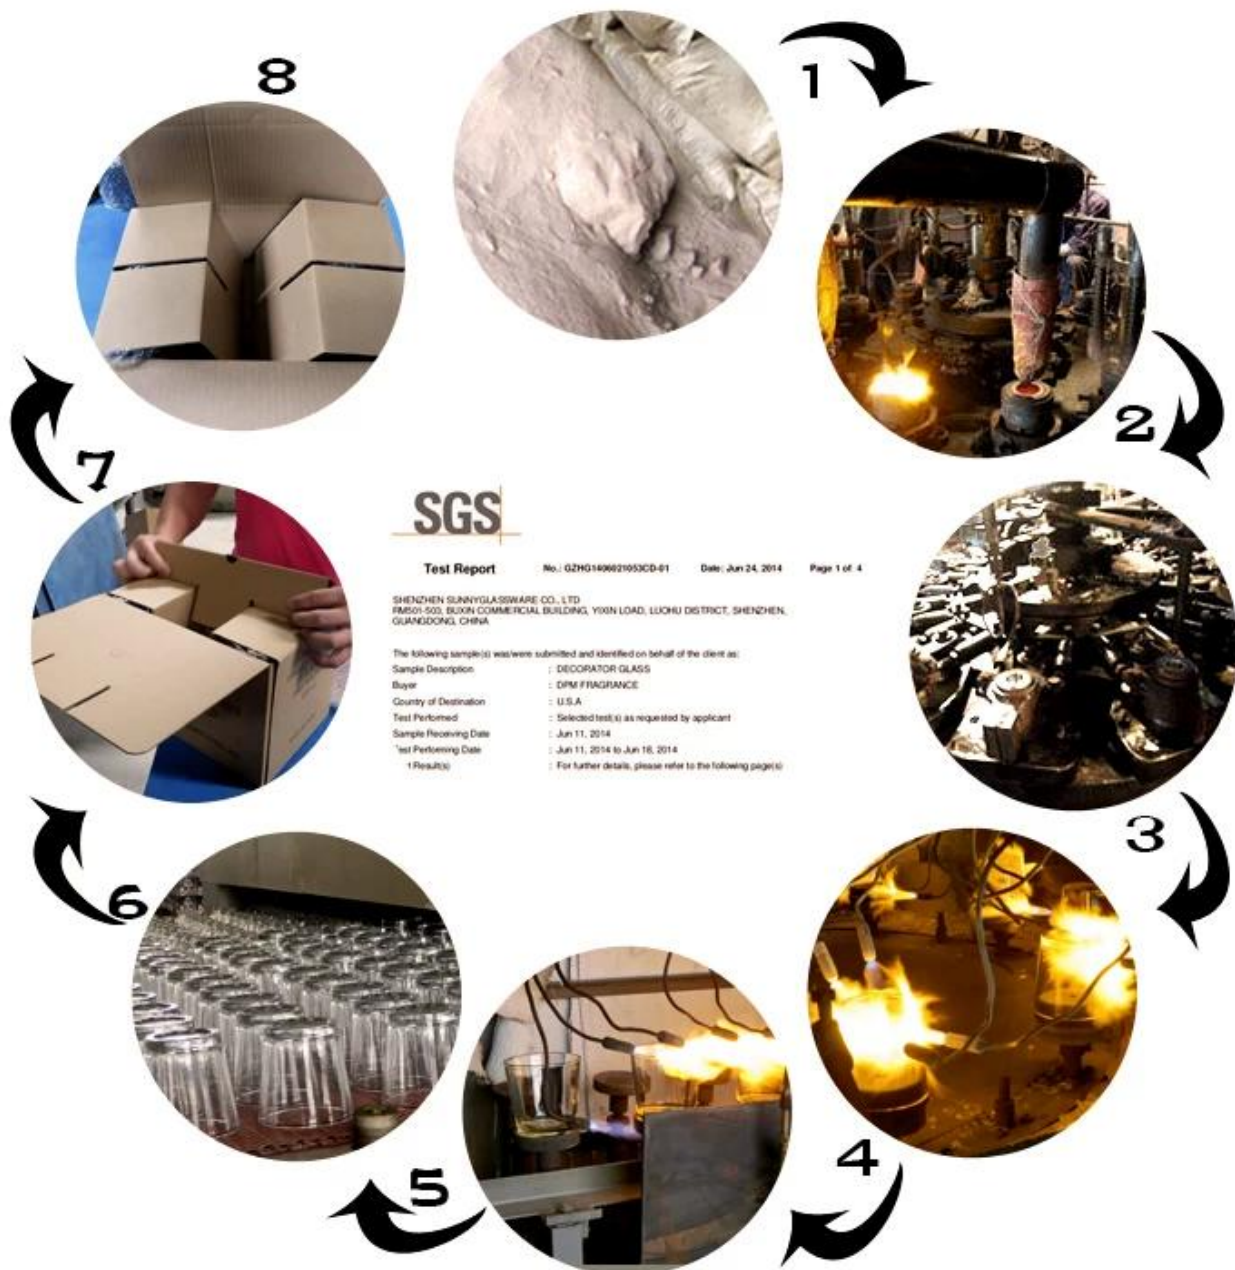 8
1
2
7
SGS
Test Report No.: GZHG1406021053CD-01 Date: Jun 24, 2014 Page 1 of 4
SHENZHEN SUNNYGLASSWARE CO., LTD
RM501-503, BUXIN COMMERCIAL BUILDING, YIXIN LOAD, LUOHU DISTRICT, SHENZHEN,
GUANGDONG, CHINA
The following sample(s) was/were submitted and identified on behalf of the client as:
Sample Description : DECORATOR GLASS
Buyer : DPM FRAGRANCE
Country of Destination : U.S.A
Test Performed : Selected test(s) as requested by applicant
Sample Receiving Date : Jun 11, 2014
Test Performing Date : Jun 11, 2014 to Jun 18, 2014
t Result(s) : For further details, please refer to the following page(s)
3
6
4
5